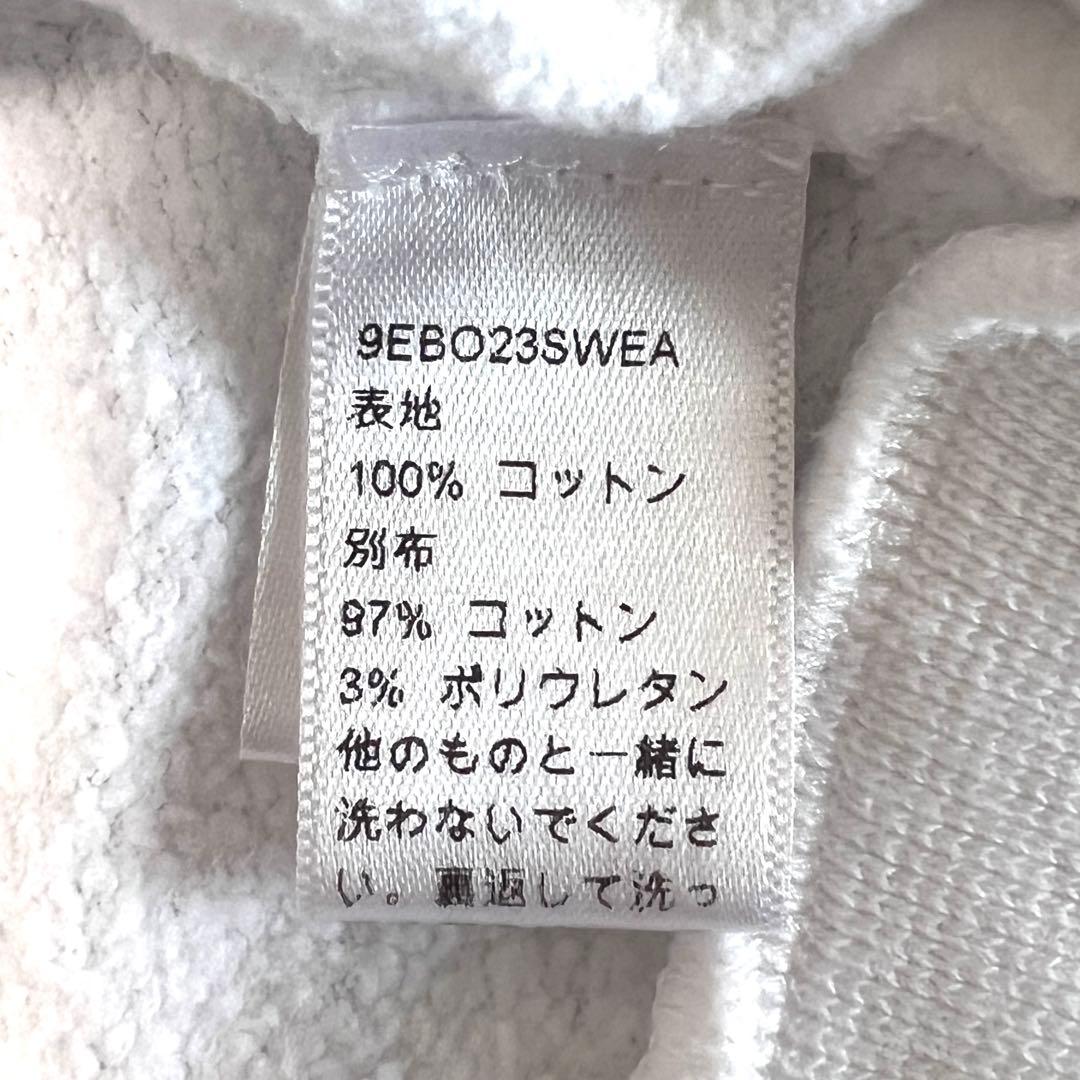 9EBO23SWEA
表地
100% コットン
別布
97% コットン
3% ポリウレタン
他のものと一緒に
洗わないでくださ
い。裏返して洗っ